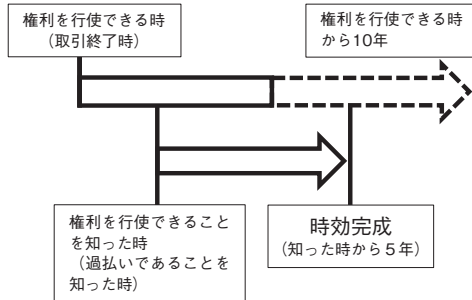 権利を行使できる時
（取引終了時）
権利を行使できる時
から10年
権利を行使できること
を知った時
（過払いであることを
知った時）
時効完成
（知った時から５年）